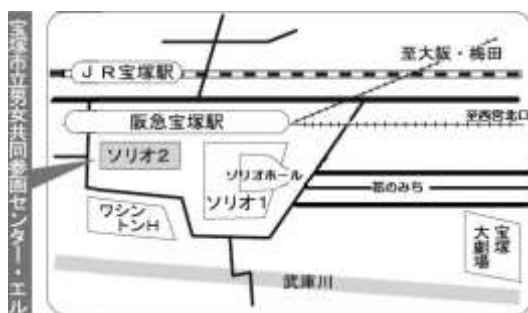 宝塚市立男女共同参画センター・エル
JR宝塚駅
至大阪・梅田
阪急宝塚駅
至西宮北口
ソリオ2
ソリオホール
ソリオ1
花のみち
ワシン
トンH
宝塚
大劇場
武庫川